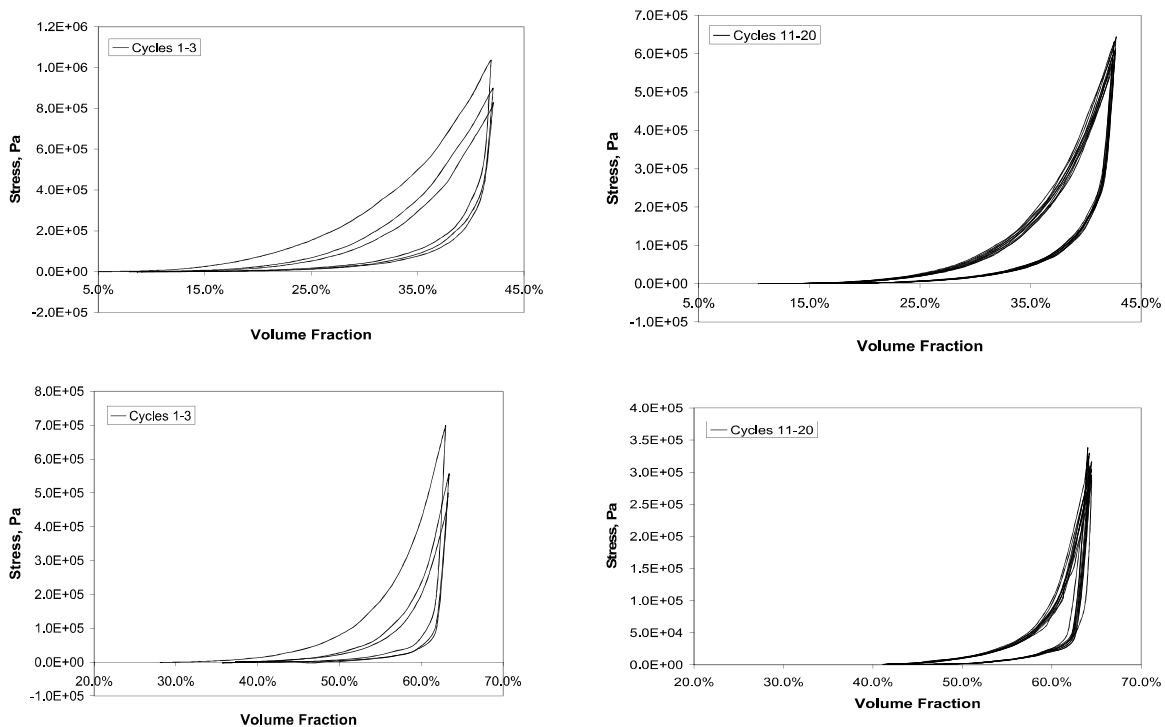 1.2E+06
1.0E+06
8.0E+05
6.0E+05
4.0E+05
2.0E+05
0.0E+00
-2.0E+05
Stress, Pa
Cycles 1-3
5.0% 15.0% 25.0% 35.0% 45.0%
Volume Fraction
7.0E+05
6.0E+05
5.0E+05
4.0E+05
3.0E+05
2.0E+05
1.0E+05
0.0E+00
-1.0E+05
Stress, Pa
Cycles 11-20
5.0% 15.0% 25.0% 35.0% 45.0%
Volume Fraction
8.0E+05
7.0E+05
6.0E+05
5.0E+05
4.0E+05
3.0E+05
2.0E+05
1.0E+05
0.0E+00
-1.0E+05
Stress, Pa
Cycles 1-3
20.0% 30.0% 40.0% 50.0% 60.0% 70.0%
Volume Fraction
4.0E+05
3.5E+05
3.0E+05
2.5E+05
2.0E+05
1.5E+05
1.0E+05
5.0E+04
0.0E+00
Stress, Pa
Cycles 11-20
20.0% 30.0% 40.0% 50.0% 60.0% 70.0%
Volume Fraction